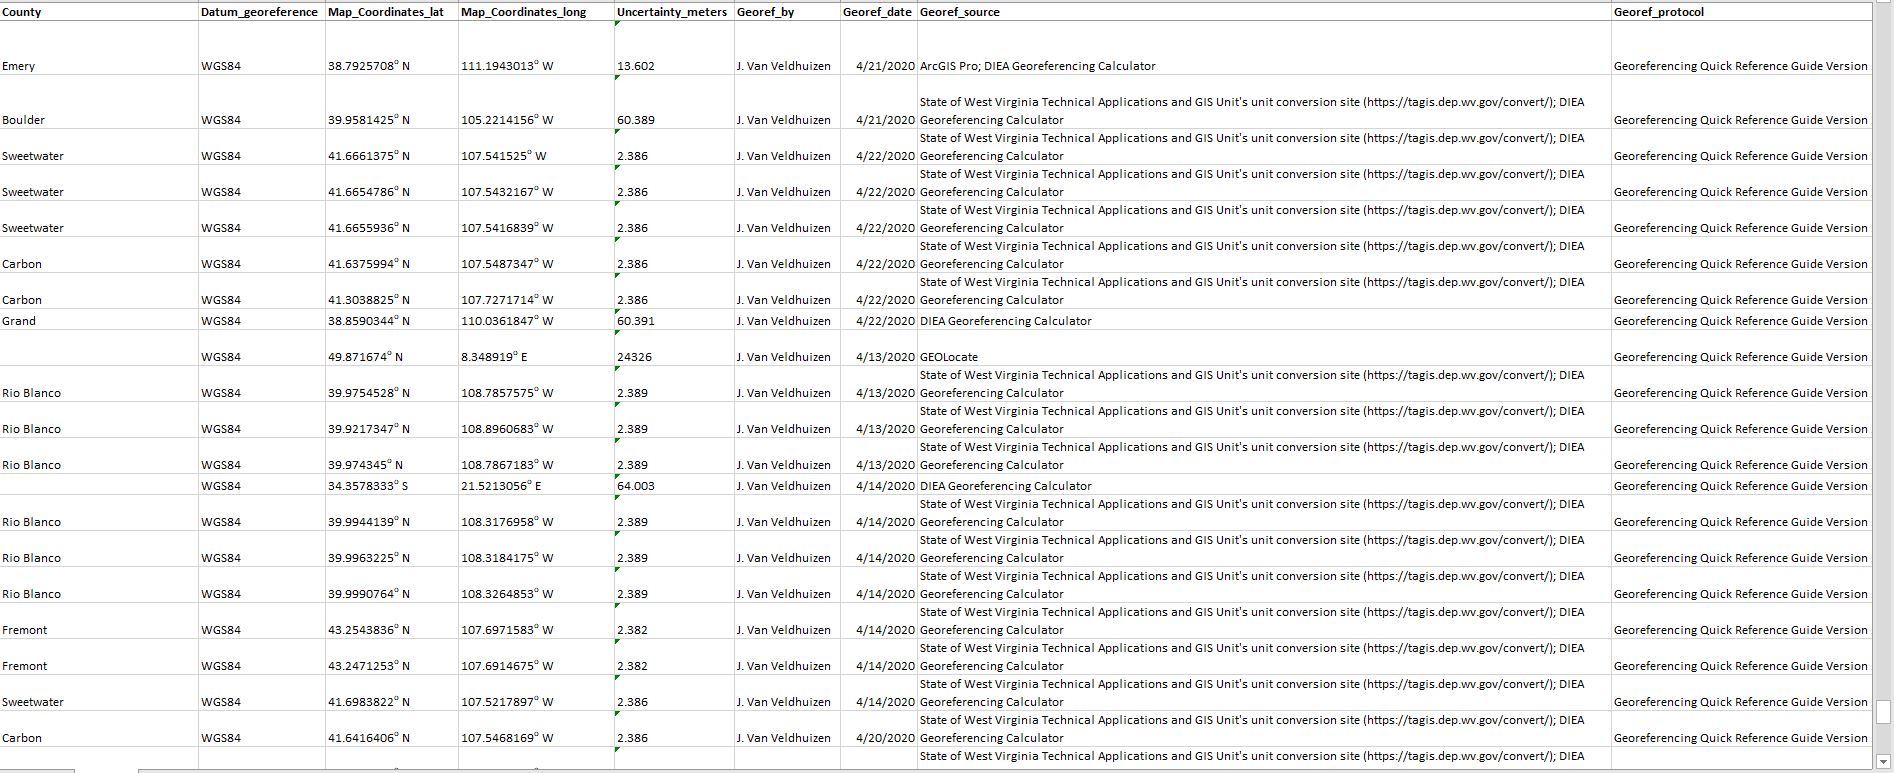 County Datum_georeference Map_Coordinates_lat Map_Coordinates_long Uncertainty_meters Georef_by Georef_date Georef_source Georef_protocol
Emery WGS84 38.7925708° N 111.1943013° W 13.602 J. Van Veldhuizen 4/21/2020 ArcGIS Pro; DIEA Georeferencing Calculator Georeferencing Quick Reference Guide Version
State of West Virginia Technical Applications and GIS Unit's unit conversion site (https://tagis.dep.wv.gov/convert/); DIEA
Boulder WGS84 39.9581425° N 105.2214156° W 60.389 J. Van Veldhuizen 4/21/2020 Georeferencing Calculator Georeferencing Quick Reference Guide Version
State of West Virginia Technical Applications and GIS Unit's unit conversion site (https://tagis.dep.wv.gov/convert/); DIEA
Sweetwater WGS84 41.6661375° N 107.541525° W 2.386 J. Van Veldhuizen 4/22/2020 Georeferencing Calculator Georeferencing Quick Reference Guide Version
State of West Virginia Technical Applications and GIS Unit's unit conversion site (https://tagis.dep.wv.gov/convert/); DIEA
Sweetwater WGS84 41.6654786° N 107.5432167° W 2.386 J. Van Veldhuizen 4/22/2020 Georeferencing Calculator Georeferencing Quick Reference Guide Version
State of West Virginia Technical Applications and GIS Unit's unit conversion site (https://tagis.dep.wv.gov/convert/); DIEA
Sweetwater WGS84 41.6655936° N 107.5416839° W 2.386 J. Van Veldhuizen 4/22/2020 Georeferencing Calculator Georeferencing Quick Reference Guide Version
State of West Virginia Technical Applications and GIS Unit's unit conversion site (https://tagis.dep.wv.gov/convert/); DIEA
Carbon WGS84 41.6375994° N 107.5487347° W 2.386 J. Van Veldhuizen 4/22/2020 Georeferencing Calculator Georeferencing Quick Reference Guide Version
State of West Virginia Technical Applications and GIS Unit's unit conversion site (https://tagis.dep.wv.gov/convert/); DIEA
Carbon WGS84 41.3038825° N 107.7271714° W 2.386 J. Van Veldhuizen 4/22/2020 Georeferencing Calculator Georeferencing Quick Reference Guide Version
Grand WGS84 38.8590344° N 110.0361847° W 60.391 J. Van Veldhuizen 4/22/2020 DIEA Georeferencing Calculator Georeferencing Quick Reference Guide Version
WGS84 49.871674° N 8.348919° E 24326 J. Van Veldhuizen 4/13/2020 GEOLocate Georeferencing Quick Reference Guide Version
State of West Virginia Technical Applications and GIS Unit's unit conversion site (https://tagis.dep.wv.gov/convert/); DIEA
Rio Blanco WGS84 39.9754528° N 108.7857575° W 2.389 J. Van Veldhuizen 4/13/2020 Georeferencing Calculator Georeferencing Quick Reference Guide Version
State of West Virginia Technical Applications and GIS Unit's unit conversion site (https://tagis.dep.wv.gov/convert/); DIEA
Rio Blanco WGS84 39.9217347° N 108.8960683° W 2.389 J. Van Veldhuizen 4/13/2020 Georeferencing Calculator Georeferencing Quick Reference Guide Version
State of West Virginia Technical Applications and GIS Unit's unit conversion site (https://tagis.dep.wv.gov/convert/); DIEA
Rio Blanco WGS84 39.974345° N 108.7867183° W 2.389 J. Van Veldhuizen 4/13/2020 Georeferencing Calculator Georeferencing Quick Reference Guide Version
WGS84 34.3578333° S 21.5213056° E 64.003 J. Van Veldhuizen 4/14/2020 DIEA Georeferencing Calculator Georeferencing Quick Reference Guide Version
State of West Virginia Technical Applications and GIS Unit's unit conversion site (https://tagis.dep.wv.gov/convert/); DIEA
Rio Blanco WGS84 39.9944139° N 108.3176958° W 2.389 J. Van Veldhuizen 4/14/2020 Georeferencing Calculator Georeferencing Quick Reference Guide Version
State of West Virginia Technical Applications and GIS Unit's unit conversion site (https://tagis.dep.wv.gov/convert/); DIEA
Rio Blanco WGS84 39.9963225° N 108.3184175° W 2.389 J. Van Veldhuizen 4/14/2020 Georeferencing Calculator Georeferencing Quick Reference Guide Version
State of West Virginia Technical Applications and GIS Unit's unit conversion site (https://tagis.dep.wv.gov/convert/); DIEA
Rio Blanco WGS84 39.9990764° N 108.3264853° W 2.389 J. Van Veldhuizen 4/14/2020 Georeferencing Calculator Georeferencing Quick Reference Guide Version
State of West Virginia Technical Applications and GIS Unit's unit conversion site (https://tagis.dep.wv.gov/convert/); DIEA
Fremont WGS84 43.2543836° N 107.6971583° W 2.382 J. Van Veldhuizen 4/14/2020 Georeferencing Calculator Georeferencing Quick Reference Guide Version
State of West Virginia Technical Applications and GIS Unit's unit conversion site (https://tagis.dep.wv.gov/convert/); DIEA
Fremont WGS84 43.2471253° N 107.6914675° W 2.382 J. Van Veldhuizen 4/14/2020 Georeferencing Calculator Georeferencing Quick Reference Guide Version
State of West Virginia Technical Applications and GIS Unit's unit conversion site (https://tagis.dep.wv.gov/convert/); DIEA
Sweetwater WGS84 41.6983822° N 107.5217897° W 2.386 J. Van Veldhuizen 4/14/2020 Georeferencing Calculator Georeferencing Quick Reference Guide Version
State of West Virginia Technical Applications and GIS Unit's unit conversion site (https://tagis.dep.wv.gov/convert/); DIEA
Carbon WGS84 41.6416406° N 107.5468169° W 2.386 J. Van Veldhuizen 4/20/2020 Georeferencing Calculator Georeferencing Quick Reference Guide Version
State of West Virginia Technical Applications and GIS Unit's unit conversion site (https://tagis.dep.wv.gov/convert/); DIEA